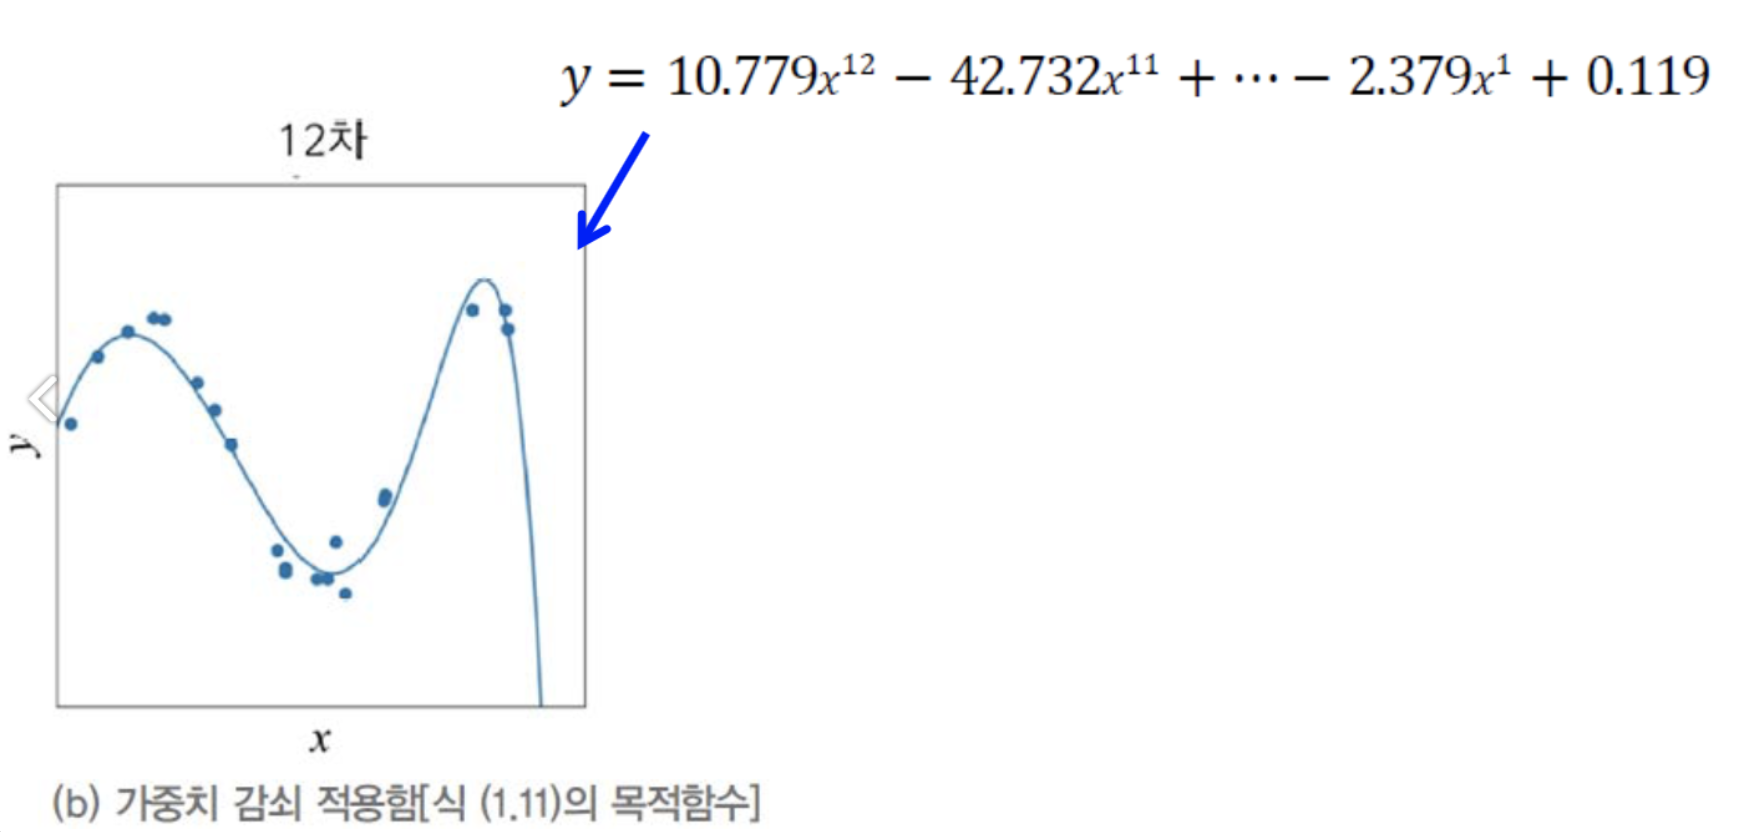 y = 10.779x¹² − 42.732x¹¹ + ⋯ − 2.379x¹ + 0.119
12차
y
x
(b) 가중치 감쇠 적용함[식 (1.11)의 목적함수]